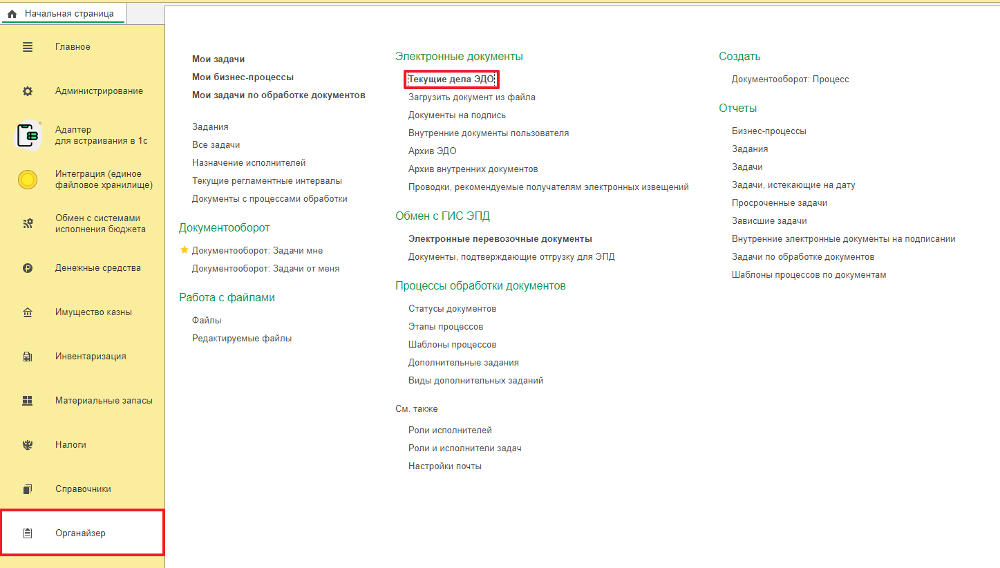 Начальная страница
Главное
Администрирование
Адаптер
для встраивания в 1с
Интеграция (единое
файловое хранилище)
Обмен с системами
исполнения бюджета
Денежные средства
Имущество казны
Инвентаризация
Материальные запасы
Налоги
Справочники
Органайзер
Мои задачи
Мои бизнес-процессы
Мои задачи по обработке документов
Задания
Все задачи
Назначение исполнителей
Текущие регламентные интервалы
Документы с процессами обработки
Документооборот
Документооборот: Задачи мне
Документооборот: Задачи от меня
Работа с файлами
Файлы
Редактируемые файлы
Электронные документы
Текущие дела ЭДО
Загрузить документ из файла
Документы на подпись
Внутренние документы пользователя
Архив ЭДО
Архив внутренних документов
Проводки, рекомендуемые получателям электронных извещений
Обмен с ГИС ЭПД
Электронные перевозочные документы
Документы, подтверждающие отгрузку для ЭПД
Процессы обработки документов
Статусы документов
Этапы процессов
Шаблоны процессов
Дополнительные задания
Виды дополнительных заданий
См. также
Роли исполнителей
Роли и исполнители задач
Настройки почты
Создать
Документооборот: Процесс
Отчеты
Бизнес-процессы
Задания
Задачи
Задачи, истекающие на дату
Просроченные задачи
Зависшие задачи
Внутренние электронные документы на подписании
Задачи по обработке документов
Шаблоны процессов по документам